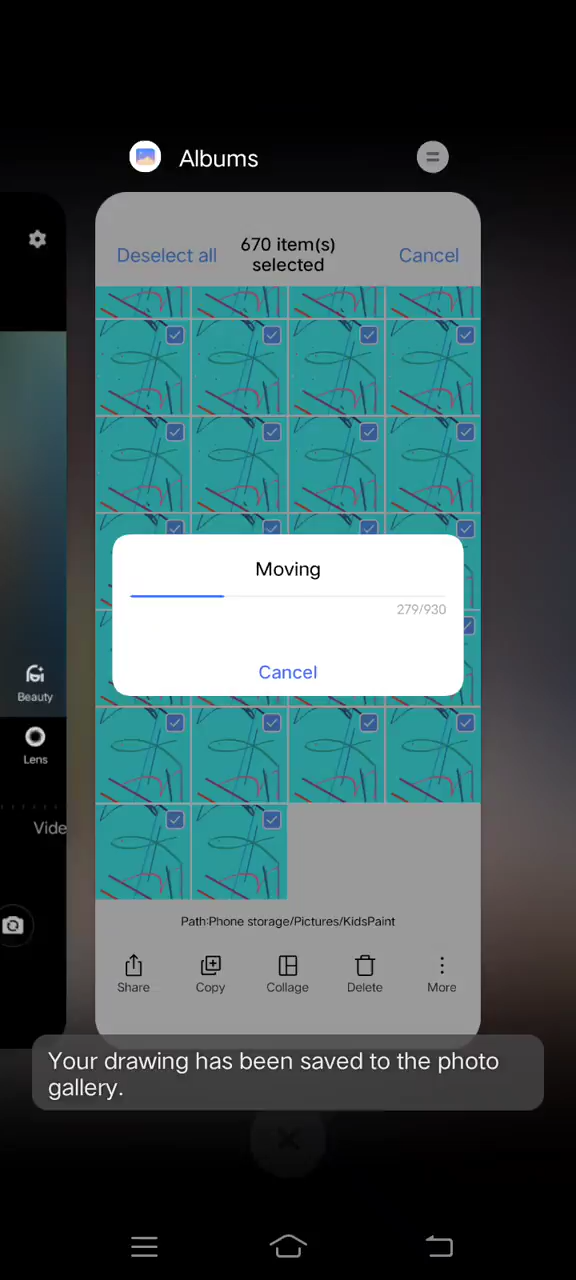 Albums
Deselect all
670 item(s)
selected
Cancel
Moving
279/930
Cancel
Beauty
Lens
Vide
Path:Phone storage/Pictures/KidsPaint
Share
Copy
Collage
Delete
More
Your drawing has been saved to the photo
gallery.